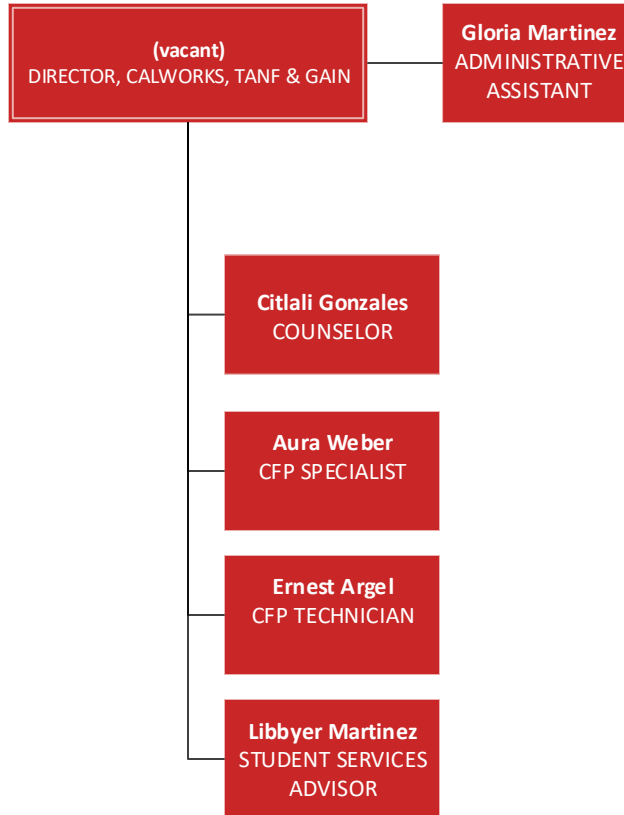 (vacant)
DIRECTOR, CALWORKS, TANF & GAIN
Gloria Martinez
ADMINISTRATIVE
ASSISTANT
Citlali Gonzales
COUNSELOR
Aura Weber
CFP SPECIALIST
Ernest Argel
CFP TECHNICIAN
Libbyer Martinez
STUDENT SERVICES
ADVISOR